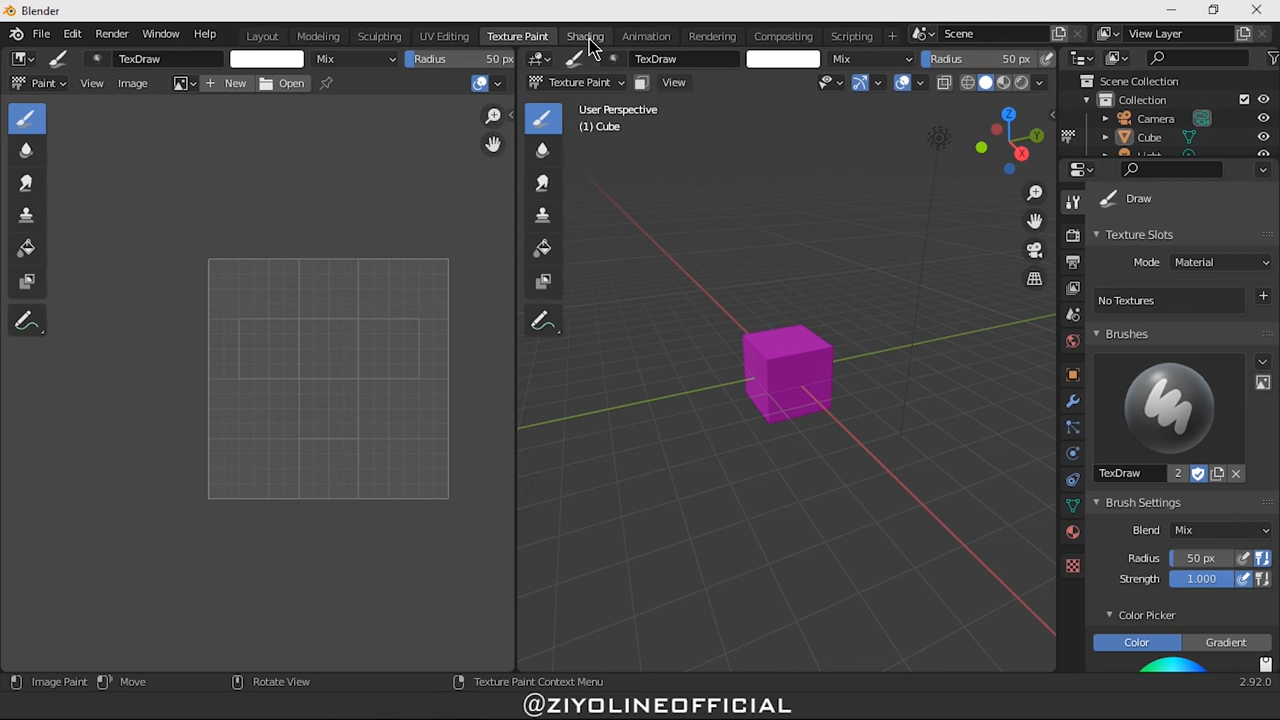 Blender
File Edit Render Window Help Layout Modeling Sculpting UV Editing Texture Paint Shading Animation Rendering Compositing Scripting + Scene View Layer
TexDraw Mix Radius 50 px TexDraw Mix Radius 50 px
Paint View Image + New Open Texture Paint View
Scene Collection
Collection
Camera
Cube
User Perspective
(1) Cube
Z
Y
X
Draw
Texture Slots
Mode Material
No Textures
Brushes
TexDraw 2
Brush Settings
Blend Mix
Radius 50 px
Strength 1.000
Color Picker
Color Gradient
Image Paint Move Rotate View Texture Paint Context Menu 2.92.0
@ZIYOLINEOFFICIAL